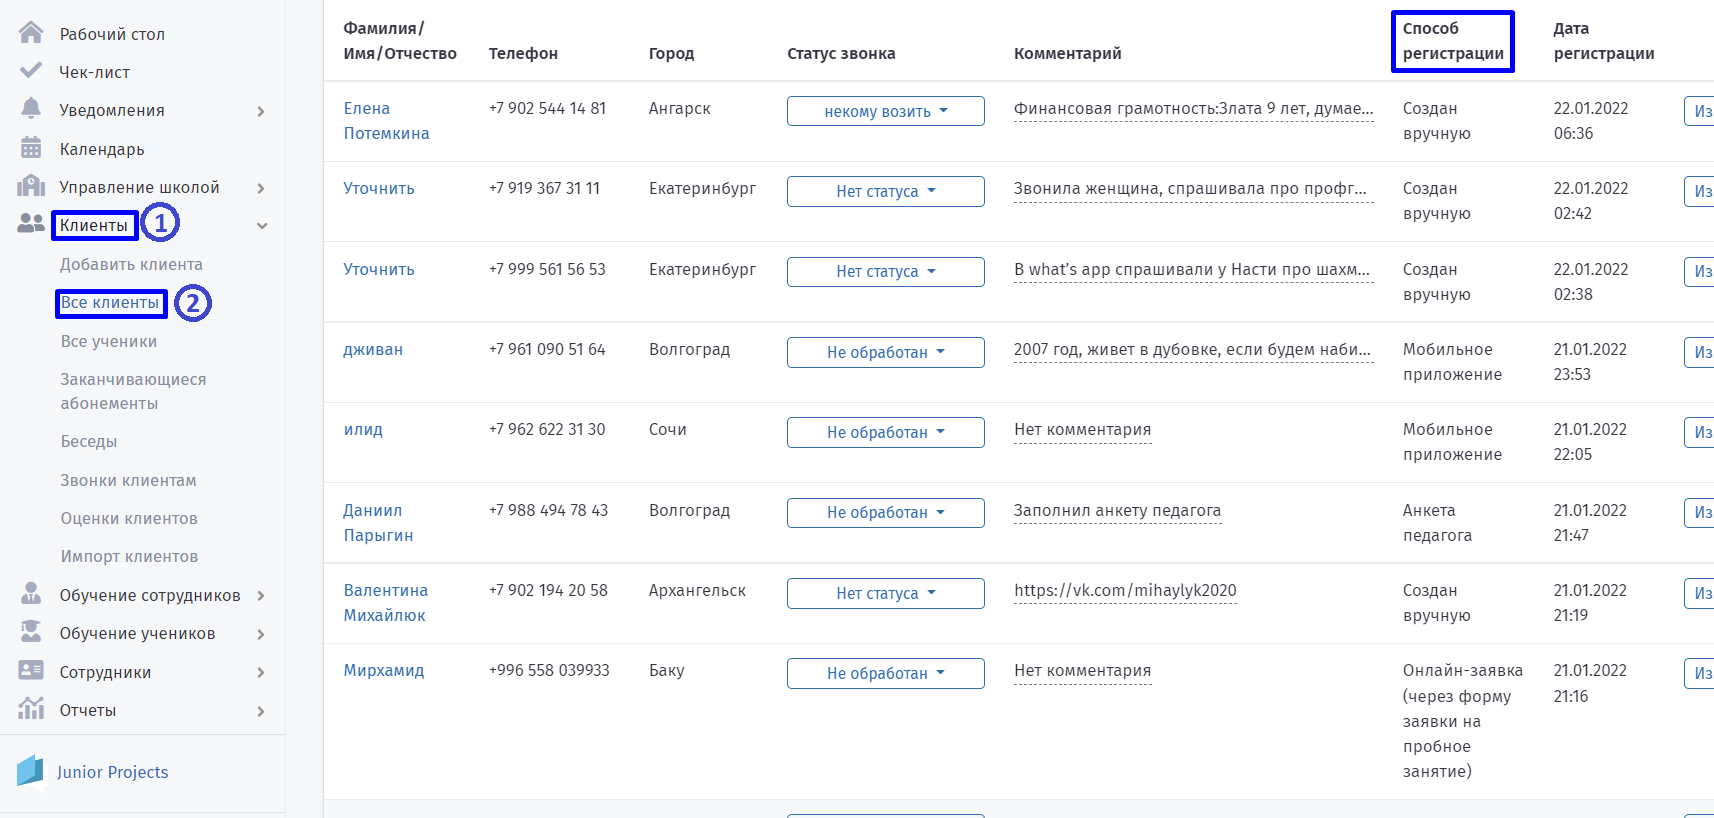 Рабочий стол
Чек-лист
Уведомления
Календарь
Управление школой
Клиенты 1
Добавить клиента
Все клиенты 2
Все ученики
Заканчивающиеся
абонементы
Беседы
Звонки клиентам
Оценки клиентов
Импорт клиентов
Обучение сотрудников
Обучение учеников
Сотрудники
Отчеты
Junior Projects
Фамилия/
Имя/Отчество Телефон Город Статус звонка Комментарий Способ
регистрации Дата
регистрации
Елена
Потемкина +7 902 544 14 81 Ангарск некому возить Финансовая грамотность:Злата 9 лет, думае... Создан
вручную 22.01.2022
06:36 Из
Уточнить +7 919 367 31 11 Екатеринбург Нет статуса Звонила женщина, спрашивала про профг... Создан
вручную 22.01.2022
02:42 Из
Уточнить +7 999 561 56 53 Екатеринбург Нет статуса В what's app спрашивали у Насти про шахм... Создан
вручную 22.01.2022
02:38 Из
дживан +7 961 090 51 64 Волгоград Не обработан 2007 год, живет в дубовке, если будем наби... Мобильное
приложение 21.01.2022
23:53 Из
илид +7 962 622 31 30 Сочи Не обработан Нет комментария Мобильное
приложение 21.01.2022
22:05 Из
Даниил
Парыгин +7 988 494 78 43 Волгоград Не обработан Заполнил анкету педагога Анкета
педагога 21.01.2022
21:47 Из
Валентина
Михайлюк +7 902 194 20 58 Архангельск Нет статуса https://vk.com/mihaylyk2020 Создан
вручную 21.01.2022
21:19 Из
Мирхамид +996 558 039933 Баку Не обработан Нет комментария Онлайн-заявка
(через форму
заявки на
пробное
занятие) 21.01.2022
21:16 Из